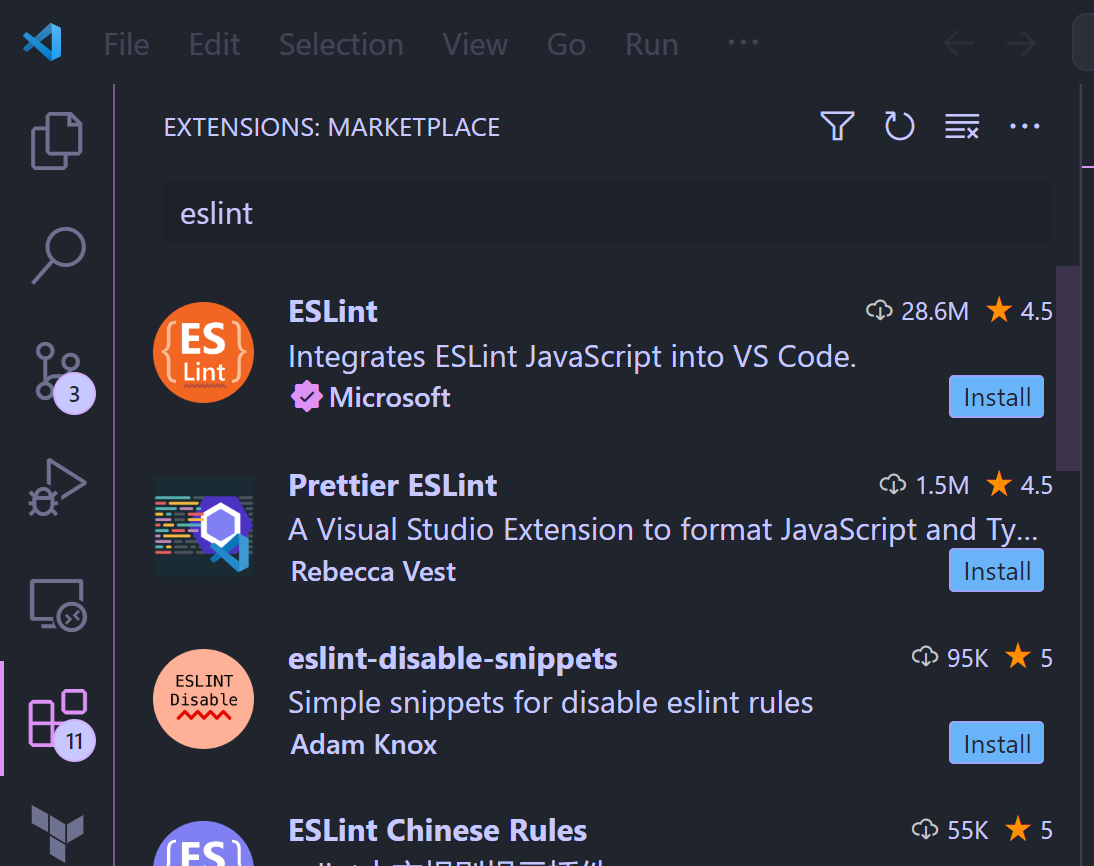 File Edit Selection View Go Run ···
EXTENSIONS: MARKETPLACE
eslint
ESLint 28.6M 4.5
{ES}
Lint
Integrates ESLint JavaScript into VS Code.
Microsoft Install
3
Prettier ESLint 1.5M 4.5
A Visual Studio Extension to format JavaScript and Ty...
Rebecca Vest Install
eslint-disable-snippets 95K 5
ESLINT
Disable
Simple snippets for disable eslint rules
Adam Knox Install
11
ESLint Chinese Rules 55K 5
{ES}